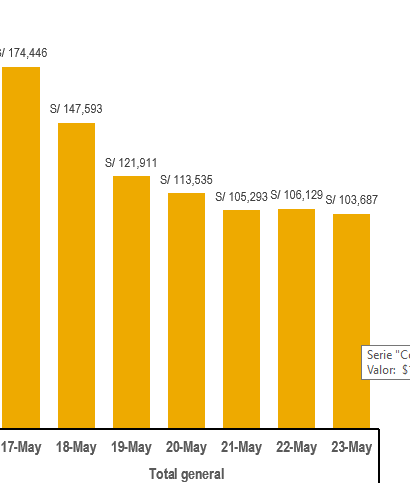 S/ 174,446
S/ 147,593
S/ 121,911
S/ 113,535
S/ 105,293
S/ 106,129
S/ 103,687
Serie "C
Valor: $
17-May 18-May 19-May 20-May 21-May 22-May 23-May
Total general